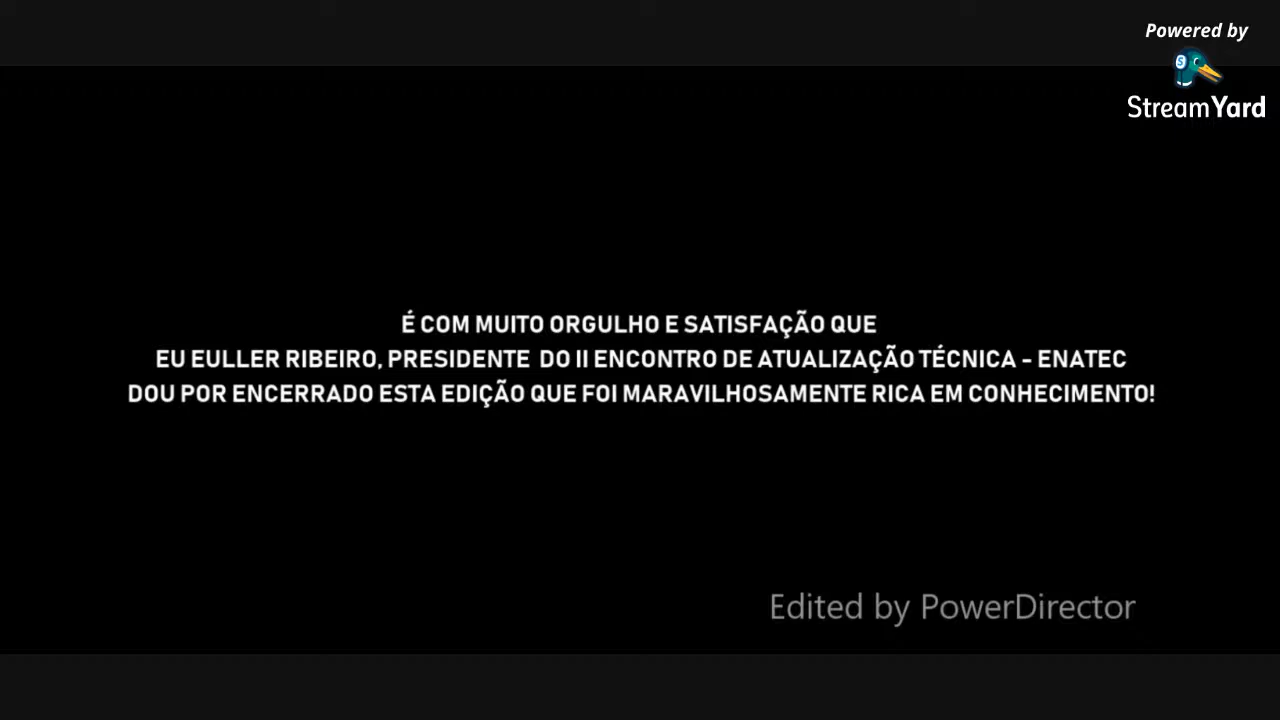 Powered by
StreamYard
É COM MUITO ORGULHO E SATISFAÇÃO QUE
EU EULLER RIBEIRO, PRESIDENTE DO II ENCONTRO DE ATUALIZAÇÃO TÉCNICA - ENATEC
DOU POR ENCERRADO ESTA EDIÇÃO QUE FOI MARAVILHOSAMENTE RICA EM CONHECIMENTO!
Edited by PowerDirector